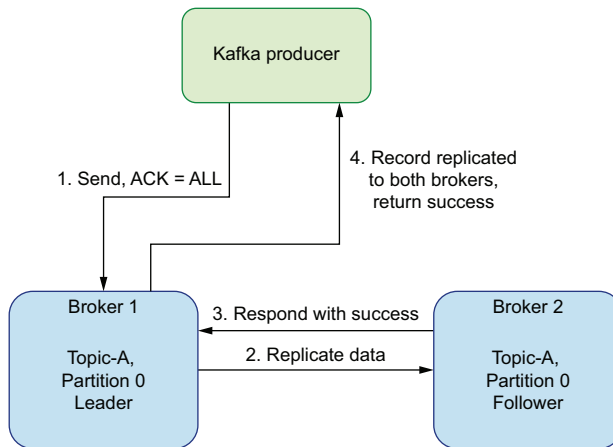 Kafka producer
1. Send, ACK = ALL
4. Record replicated
to both brokers,
return success
Broker 1
Topic-A,
Partition 0
Leader
3. Respond with success
2. Replicate data
Broker 2
Topic-A,
Partition 0
Follower